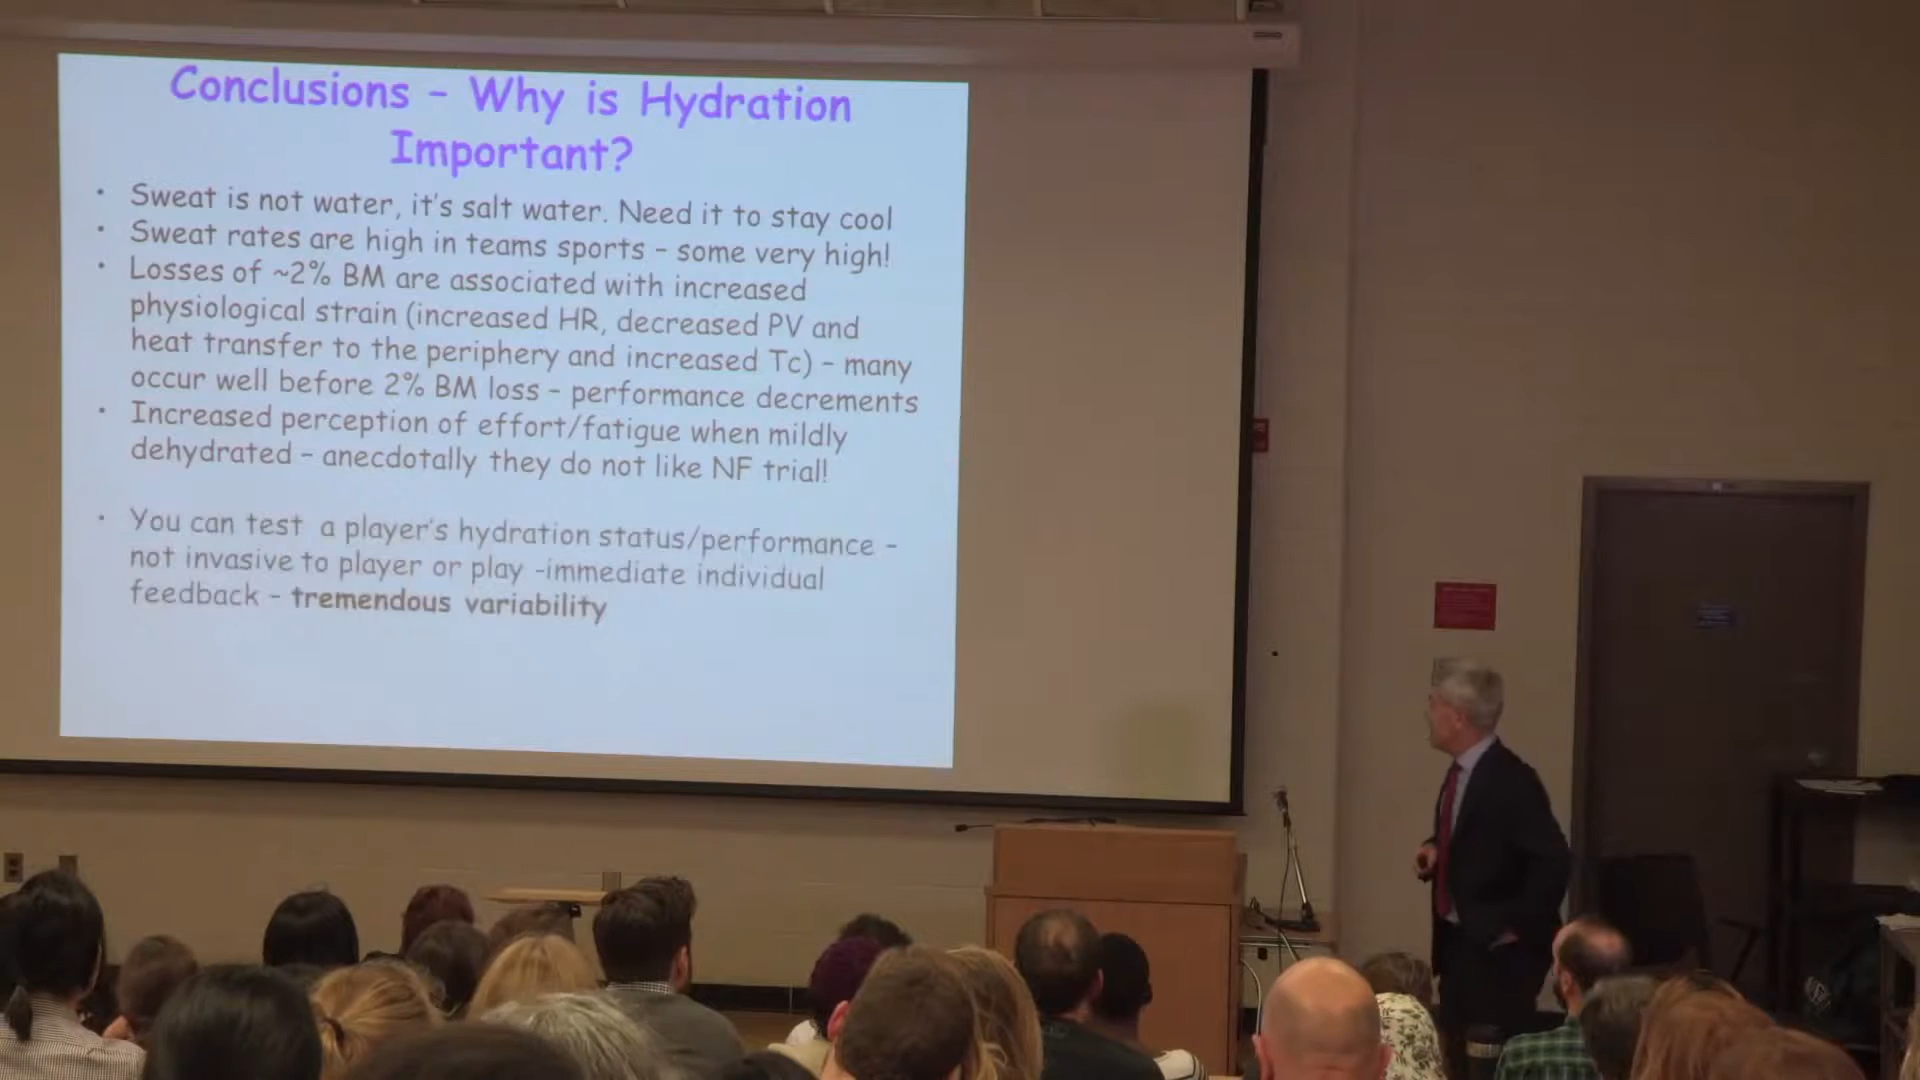 Conclusions - Why is Hydration
Important?
• Sweat is not water, it's salt water. Need it to stay cool
• Sweat rates are high in teams sports - some very high!
• Losses of ~2% BM are associated with increased
physiological strain (increased HR, decreased PV and
heat transfer to the periphery and increased Tc) - many
occur well before 2% BM loss - performance decrements
• Increased perception of effort/fatigue when mildly
dehydrated - anecdotally they do not like NF trial!
• You can test a player's hydration status/performance -
not invasive to player or play -immediate individual
feedback - tremendous variability